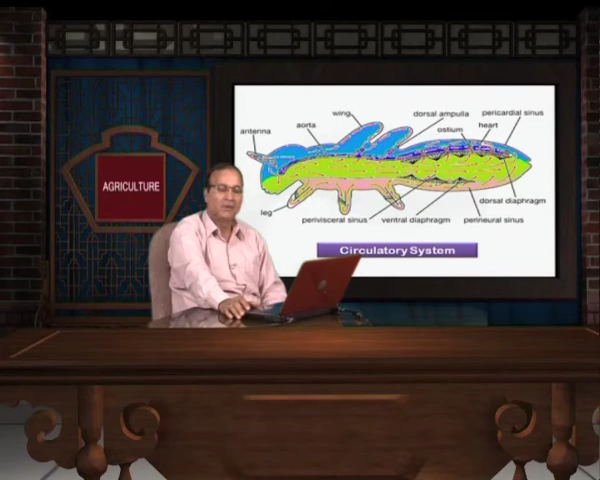 AGRICULTURE
wing
dorsal ampulla
pericardial sinus
aorta
ostium
heart
antenna
dorsal diaphragm
leg
perivisceral sinus
ventral diaphragm
perineural sinus
Circulatory System